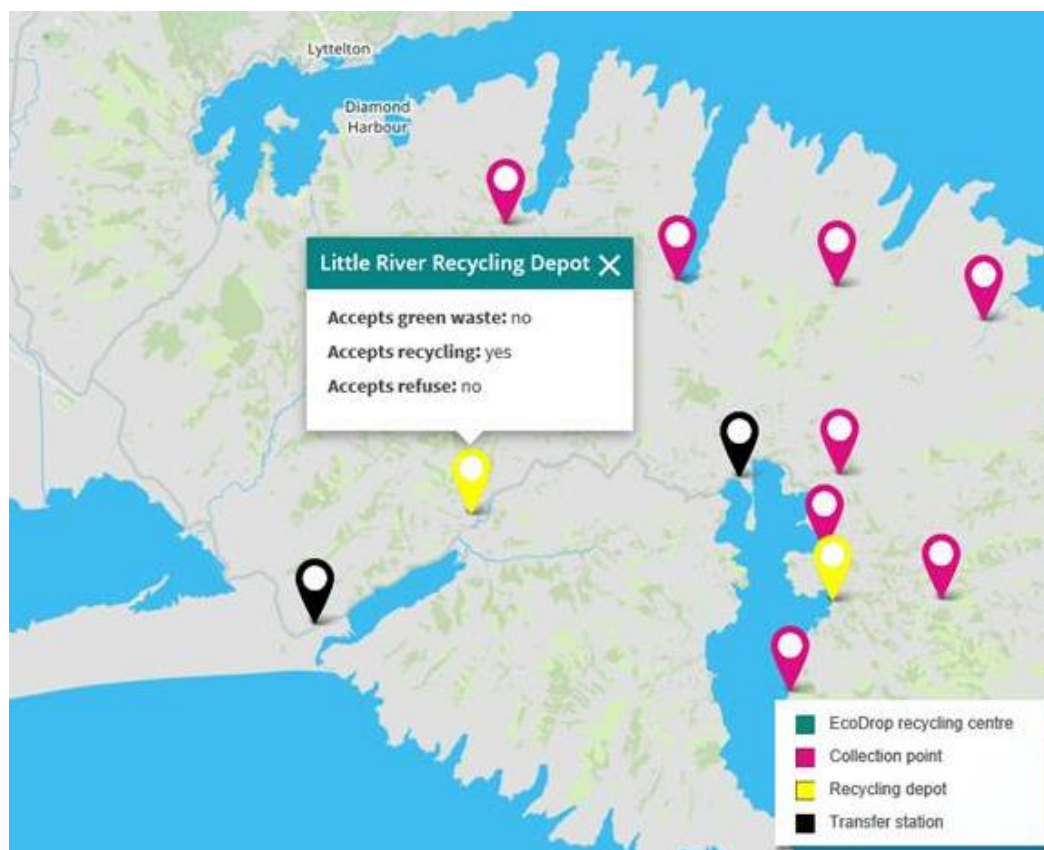 Lyttelton
Diamond
Harbour
Little River Recycling Depot
Accepts green waste: no
Accepts recycling: yes
Accepts refuse: no
EcoDrop recycling centre
Collection point
Recycling depot
Transfer station